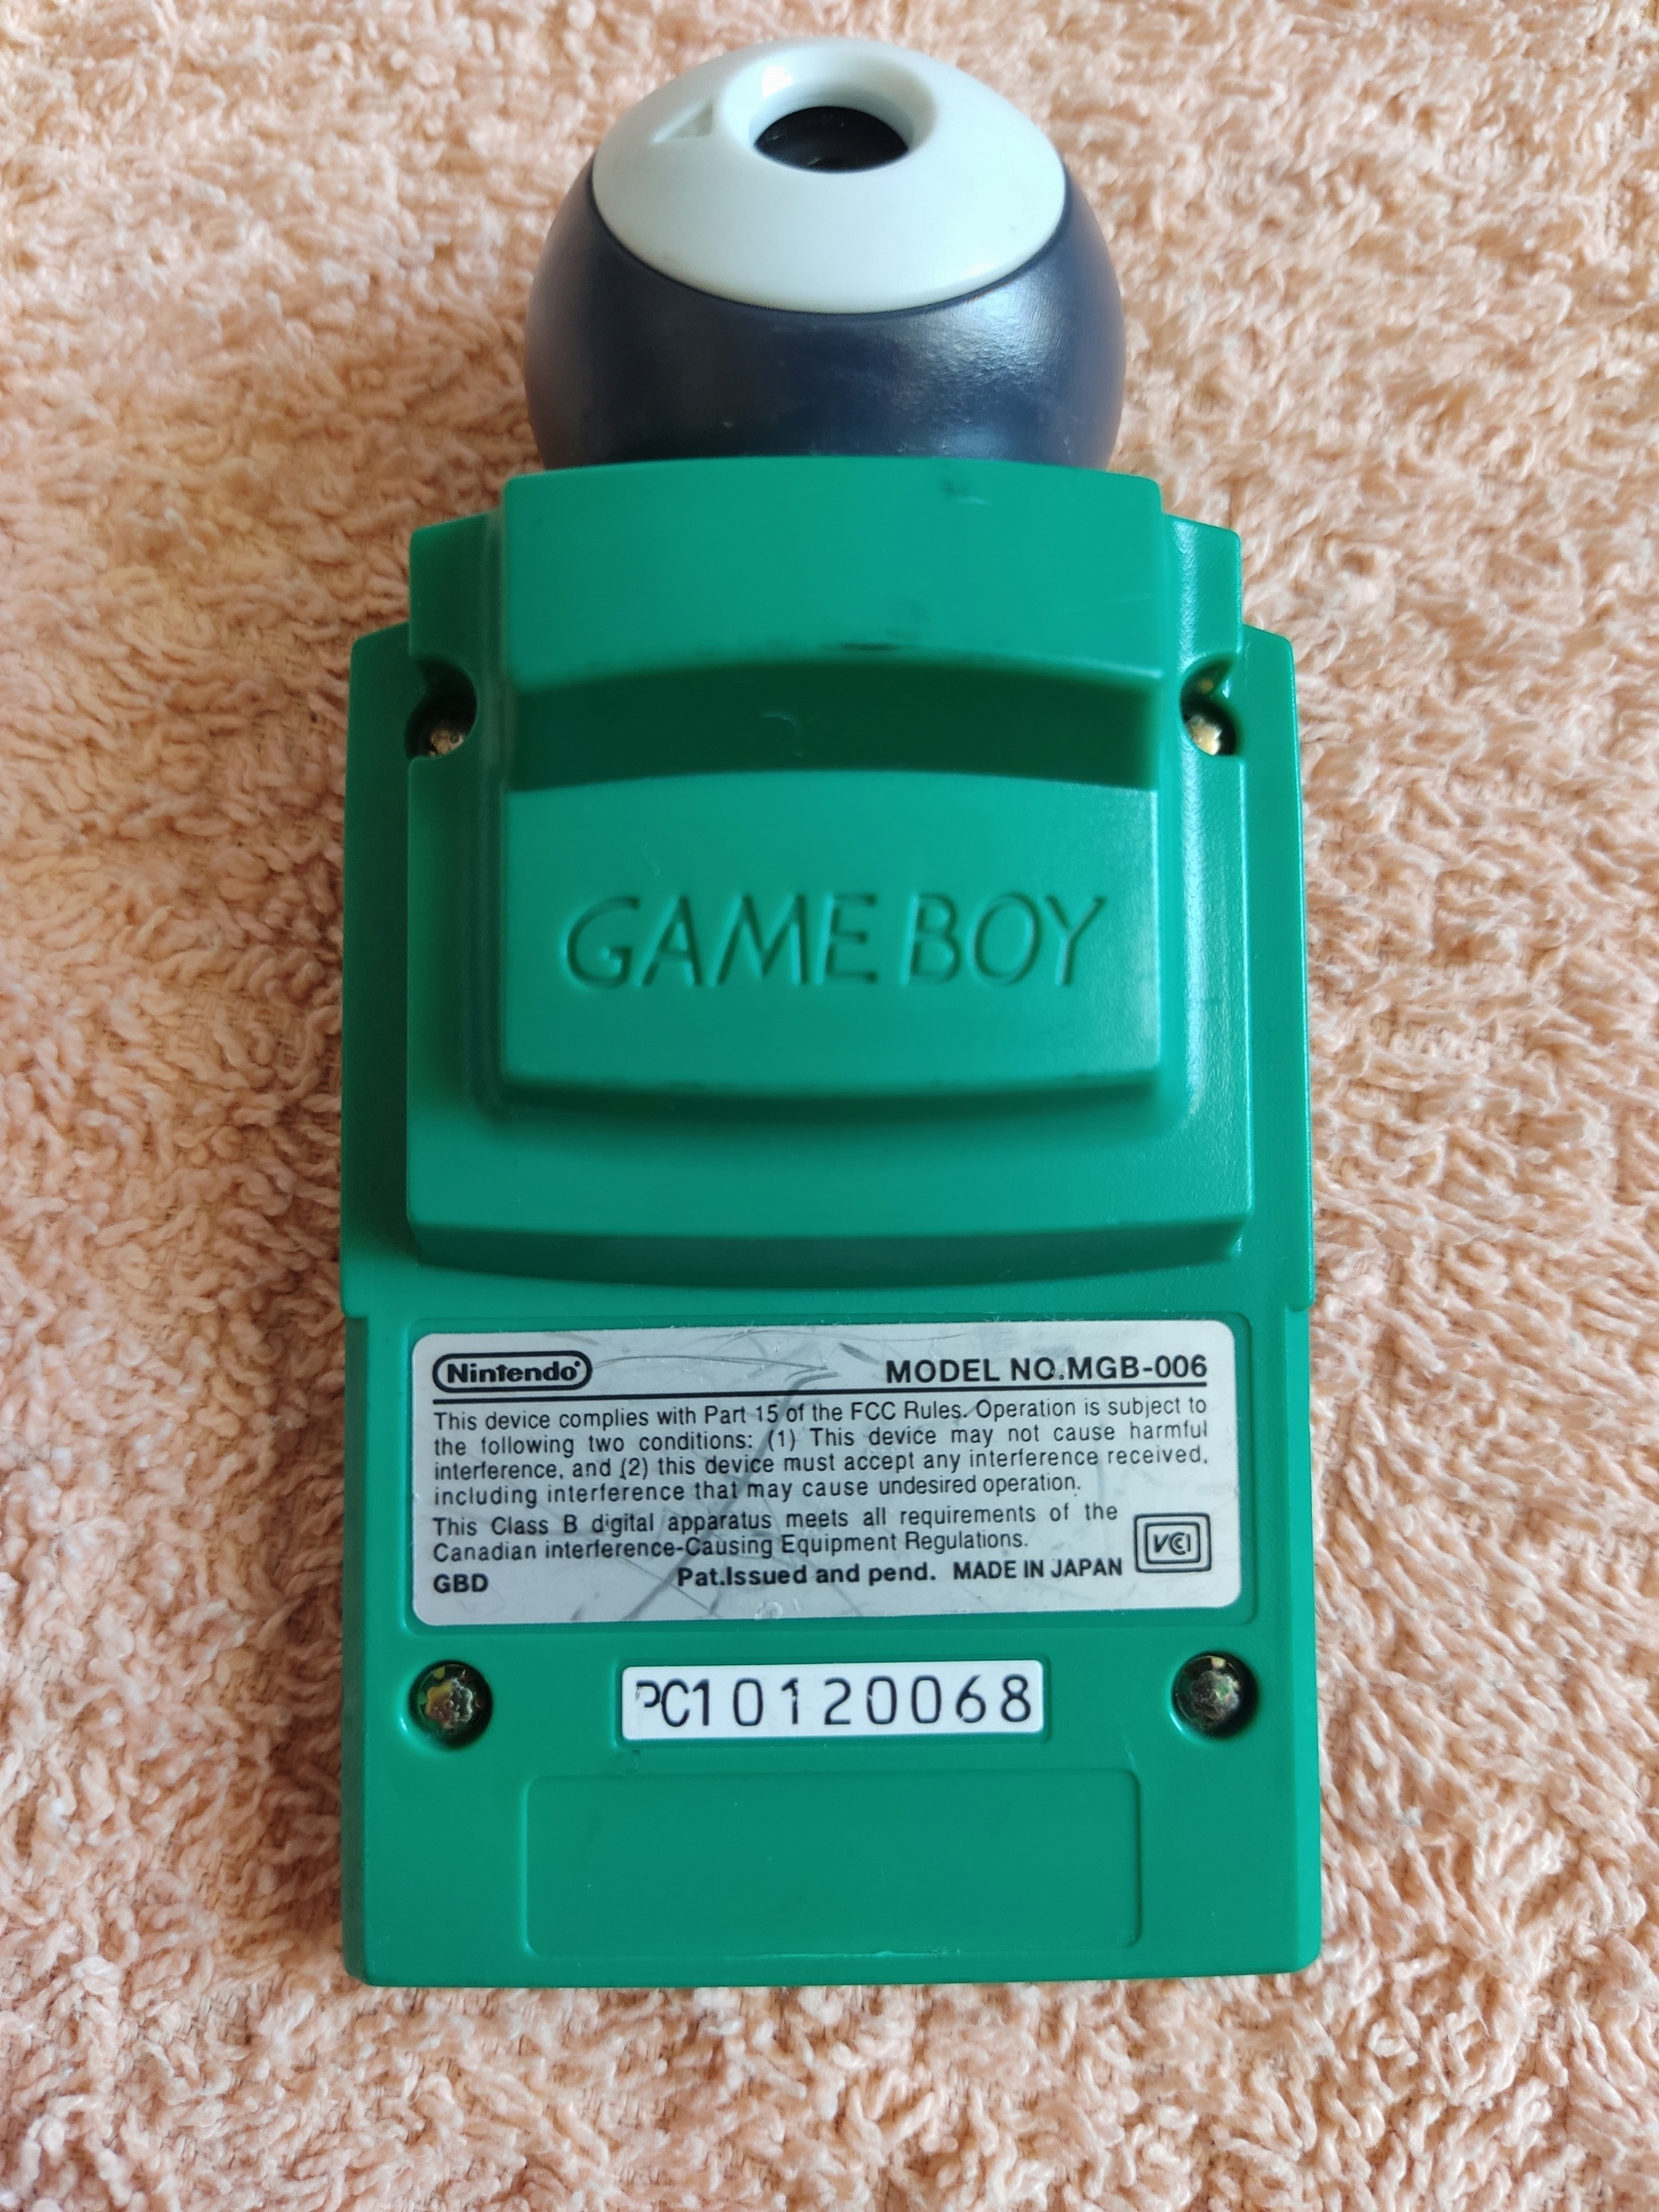 GAME BOY
Nintendo MODEL NO.MGB-006
This device complies with Part 15 of the FCC Rules. Operation is subject to
the following two conditions: (1) This device may not cause harmful
interference, and (2) this device must accept any interference received,
including interference that may cause undesired operation.
This Class B digital apparatus meets all requirements of the
Canadian interference-Causing Equipment Regulations.
VCCI
GBD Pat.Issued and pend. MADE IN JAPAN
PC10120068